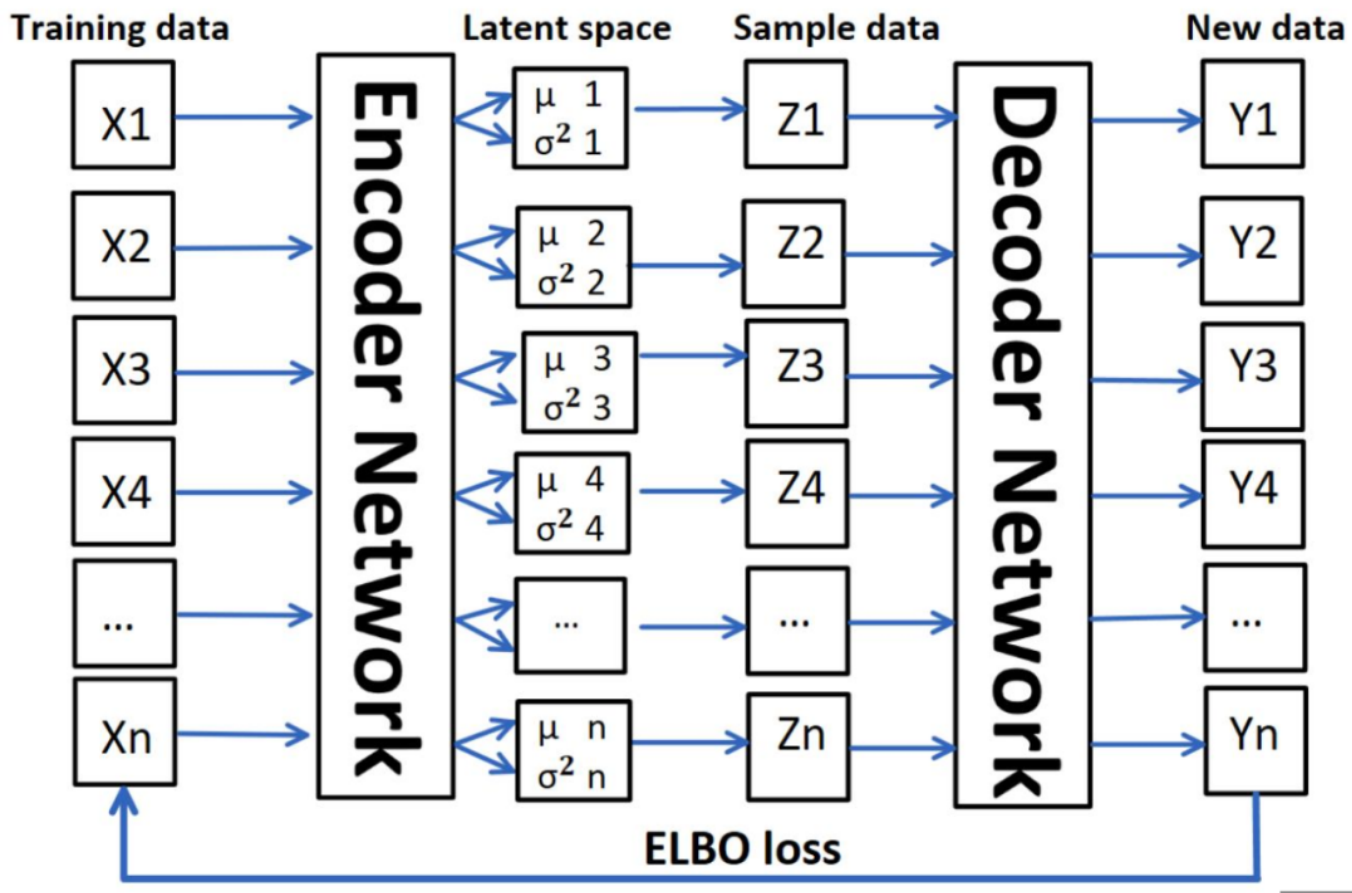 Training data Latent space Sample data New data
X1 Encoder Network μ 1 Z1 Decoder Network Y1
σ² 1
X2 μ 2 Z2 Y2
σ² 2
X3 μ 3 Z3 Y3
σ² 3
X4 μ 4 Z4 Y4
σ² 4
... ... ... ...
Xn μ n Zn Yn
σ² n
ELBO loss